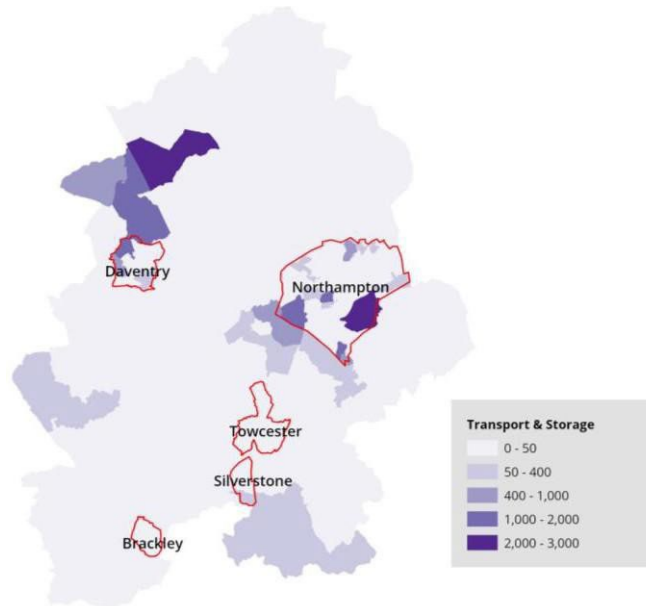 Daventry
Northampton
Towcester
Silverstone
Brackley
Transport & Storage
0 - 50
50 - 400
400 - 1,000
1,000 - 2,000
2,000 - 3,000